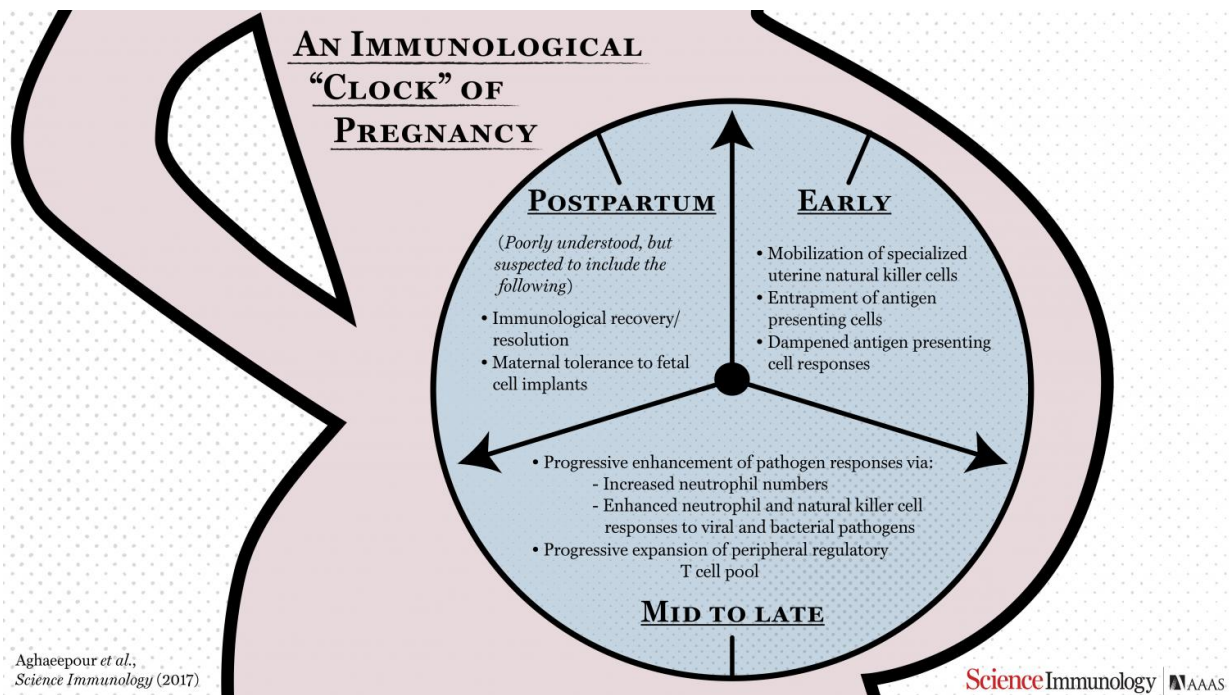 An Immunological
“Clock” of
Pregnancy
Postpartum
(Poorly understood, but
suspected to include the
following)
• Immunological recovery/
resolution
• Maternal tolerance to fetal
cell implants
Early
• Mobilization of specialized
uterine natural killer cells
• Entrapment of antigen
presenting cells
• Dampened antigen presenting
cell responses
• Progressive enhancement of pathogen responses via:
- Increased neutrophil numbers
- Enhanced neutrophil and natural killer cell
responses to viral and bacterial pathogens
• Progressive expansion of peripheral regulatory
T cell pool
Mid to late
Aghaeepour et al.,
Science Immunology (2017)
Science Immunology | AAAS